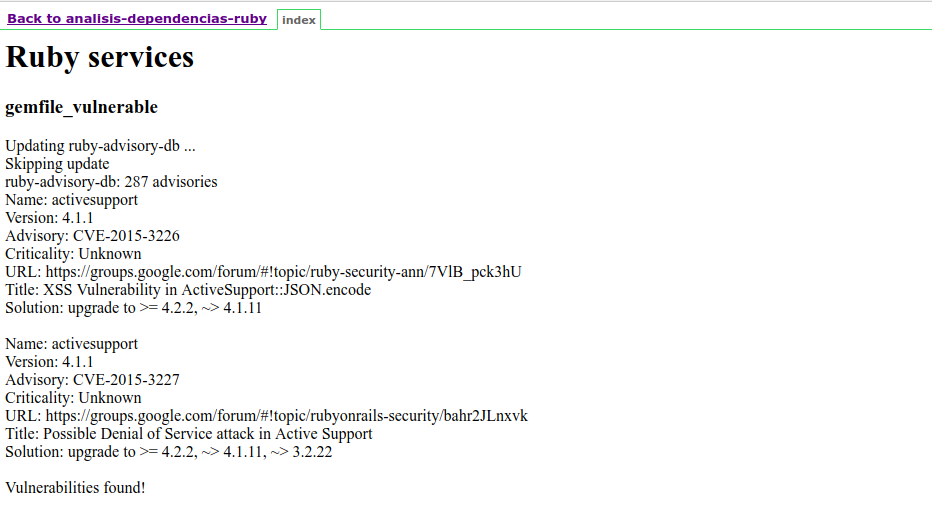 Back to analisis-dependencias-ruby index
Ruby services
gemfile_vulnerable
Updating ruby-advisory-db ...
Skipping update
ruby-advisory-db: 287 advisories
Name: activesupport
Version: 4.1.1
Advisory: CVE-2015-3226
Criticality: Unknown
URL: https://groups.google.com/forum/#!topic/ruby-security-ann/7VlB_pck3hU
Title: XSS Vulnerability in ActiveSupport::JSON.encode
Solution: upgrade to >= 4.2.2, ~> 4.1.11
Name: activesupport
Version: 4.1.1
Advisory: CVE-2015-3227
Criticality: Unknown
URL: https://groups.google.com/forum/#!topic/rubyonrails-security/bahr2JLnxvk
Title: Possible Denial of Service attack in Active Support
Solution: upgrade to >= 4.2.2, ~> 4.1.11, ~> 3.2.22
Vulnerabilities found!